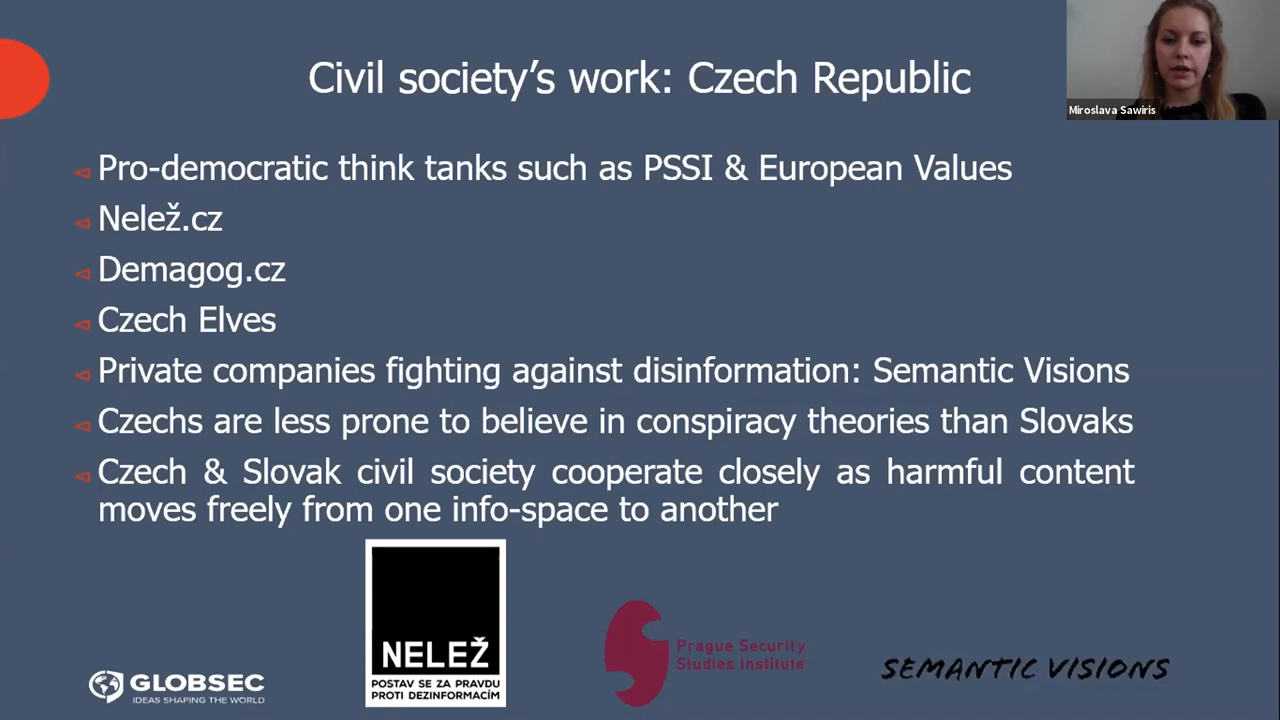 Civil society's work: Czech Republic
Miroslava Sawiris
Pro-democratic think tanks such as PSSI & European Values
Nelež.cz
Demagog.cz
Czech Elves
Private companies fighting against disinformation: Semantic Visions
Czechs are less prone to believe in conspiracy theories than Slovaks
Czech & Slovak civil society cooperate closely as harmful content
moves freely from one info-space to another
NELEŽ
POSTAV SE ZA PRAVDU
PROTI DEZINFORMACÍM
GLOBSEC
IDEAS SHAPING THE WORLD
Prague Security
Studies Institute
SEMANTIC VISIONS